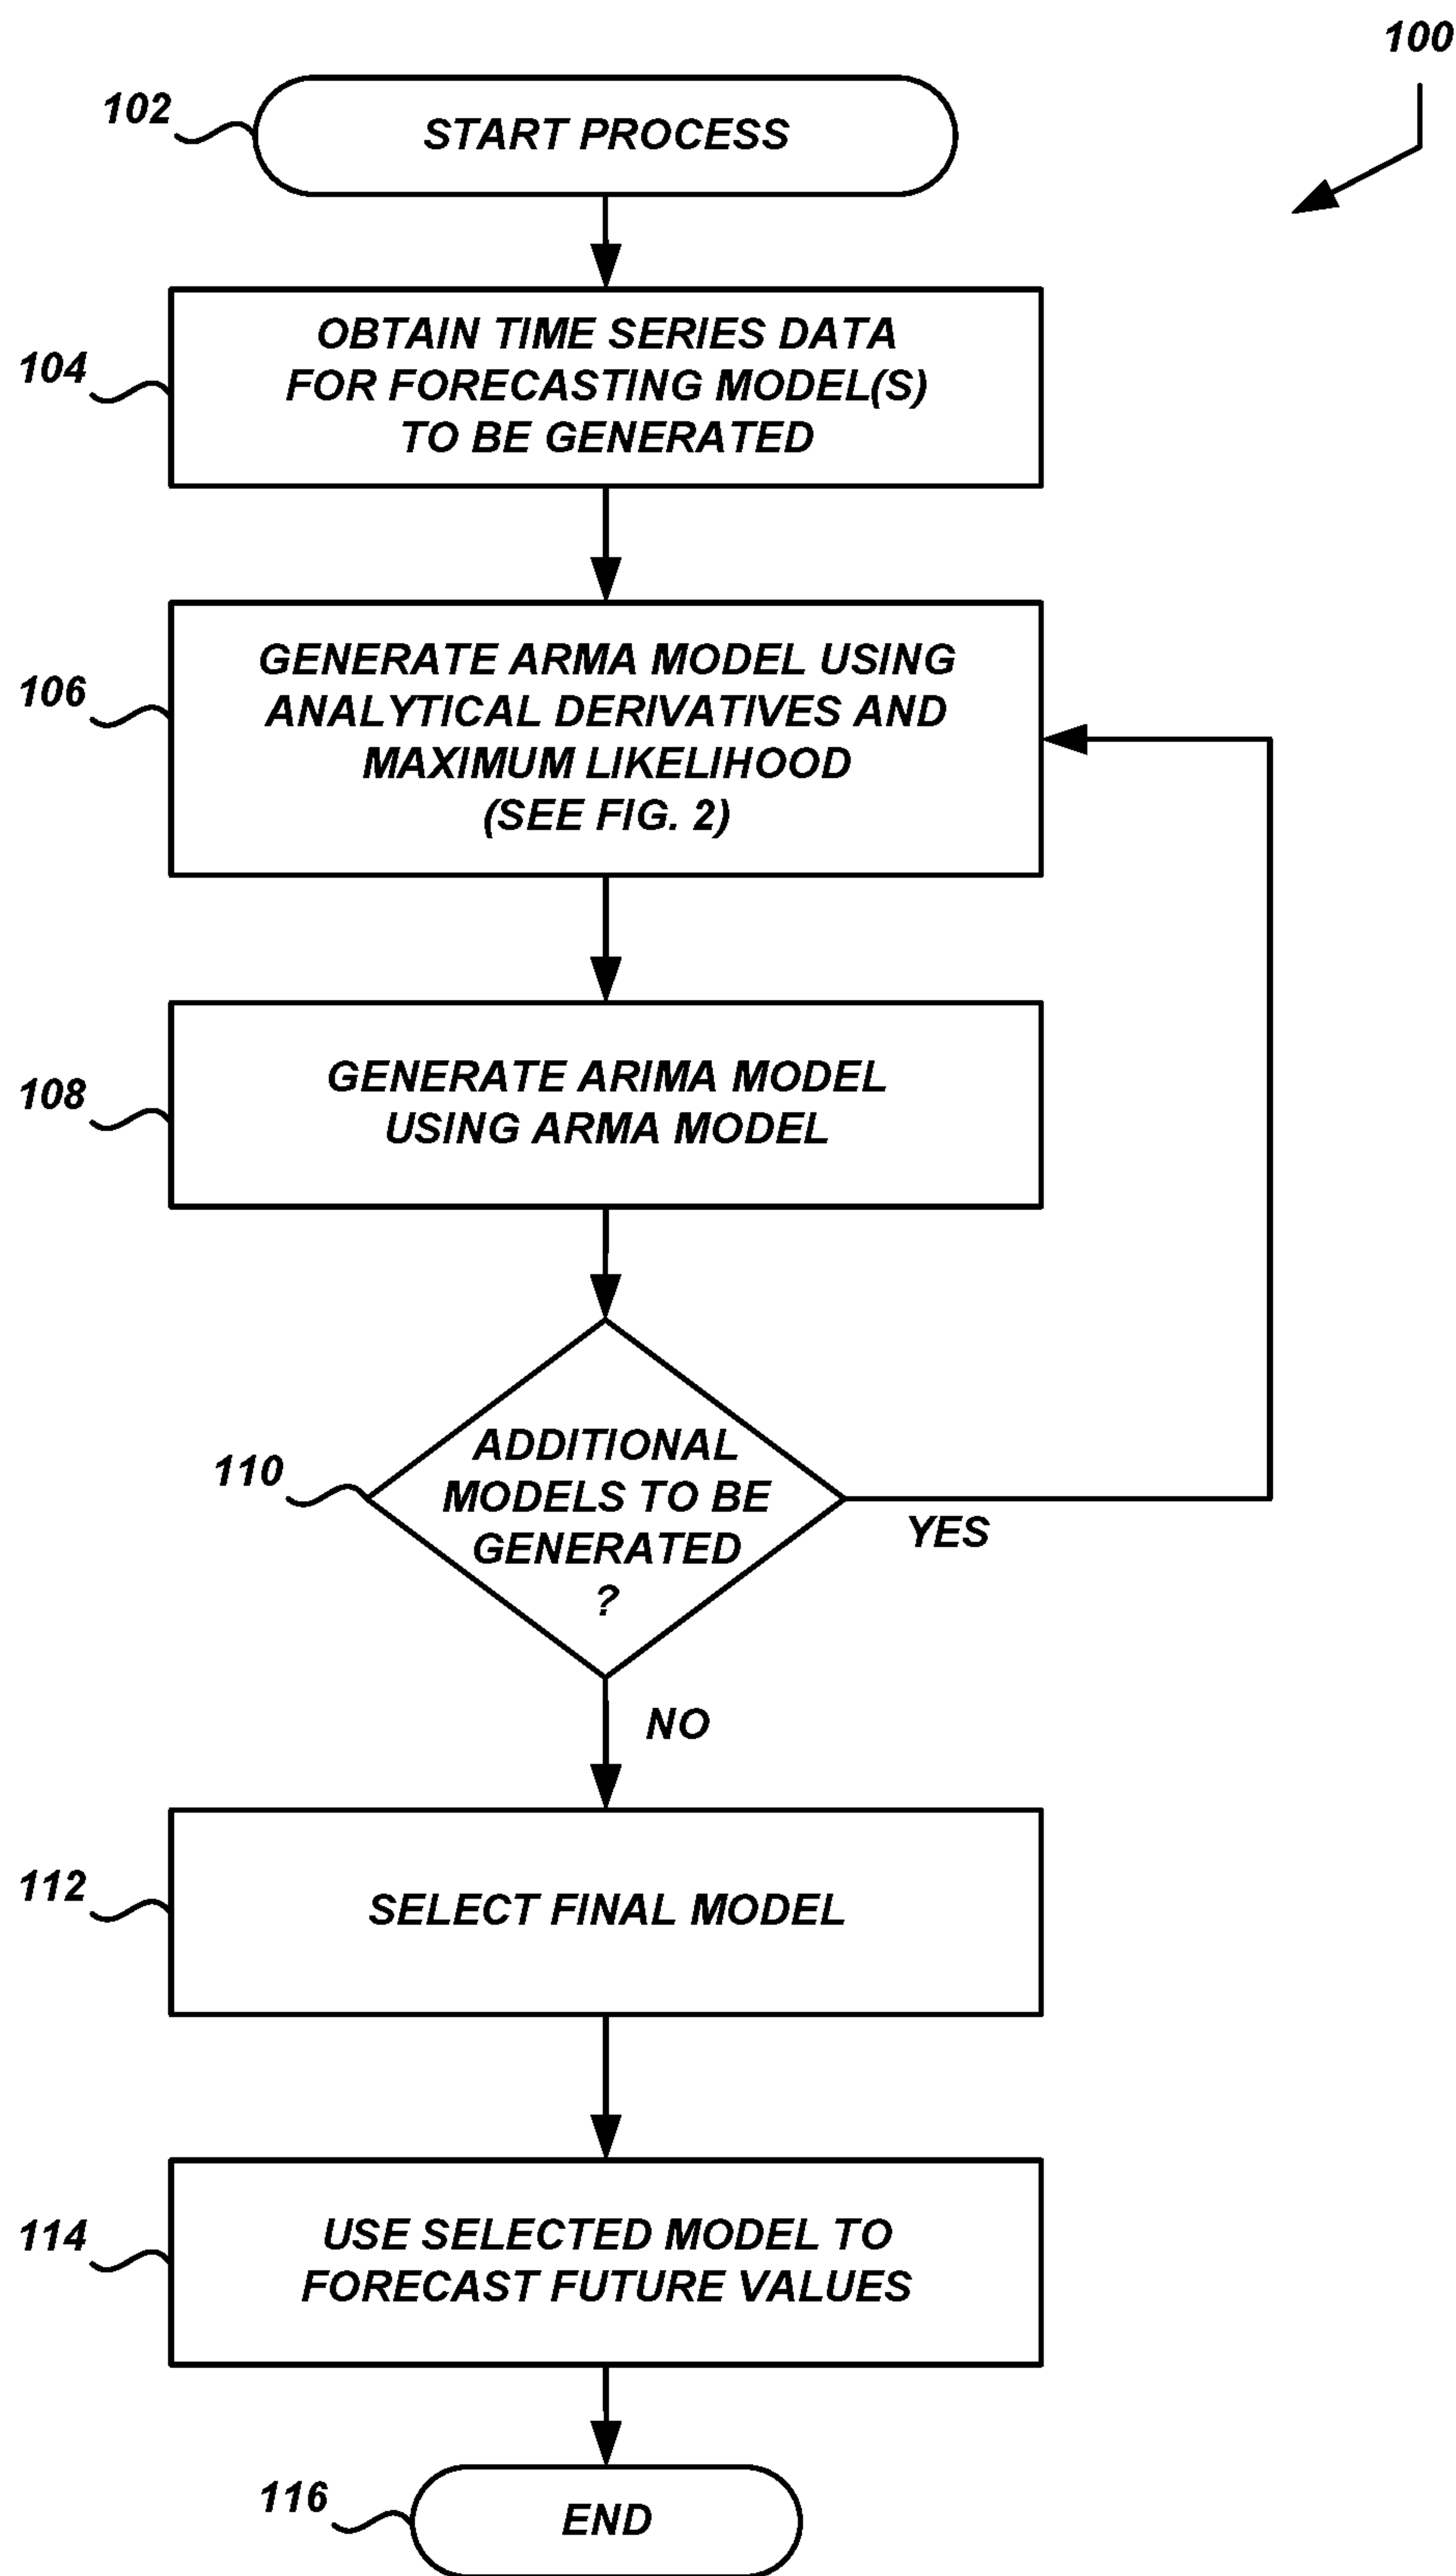 100
102
START PROCESS
104
OBTAIN TIME SERIES DATA
FOR FORECASTING MODEL(S)
TO BE GENERATED
106
GENERATE ARMA MODEL USING
ANALYTICAL DERIVATIVES AND
MAXIMUM LIKELIHOOD
(SEE FIG. 2)
108
GENERATE ARIMA MODEL
USING ARMA MODEL
110
ADDITIONAL
MODELS TO BE
GENERATED
?
YES
NO
112
SELECT FINAL MODEL
114
USE SELECTED MODEL TO
FORECAST FUTURE VALUES
116
END